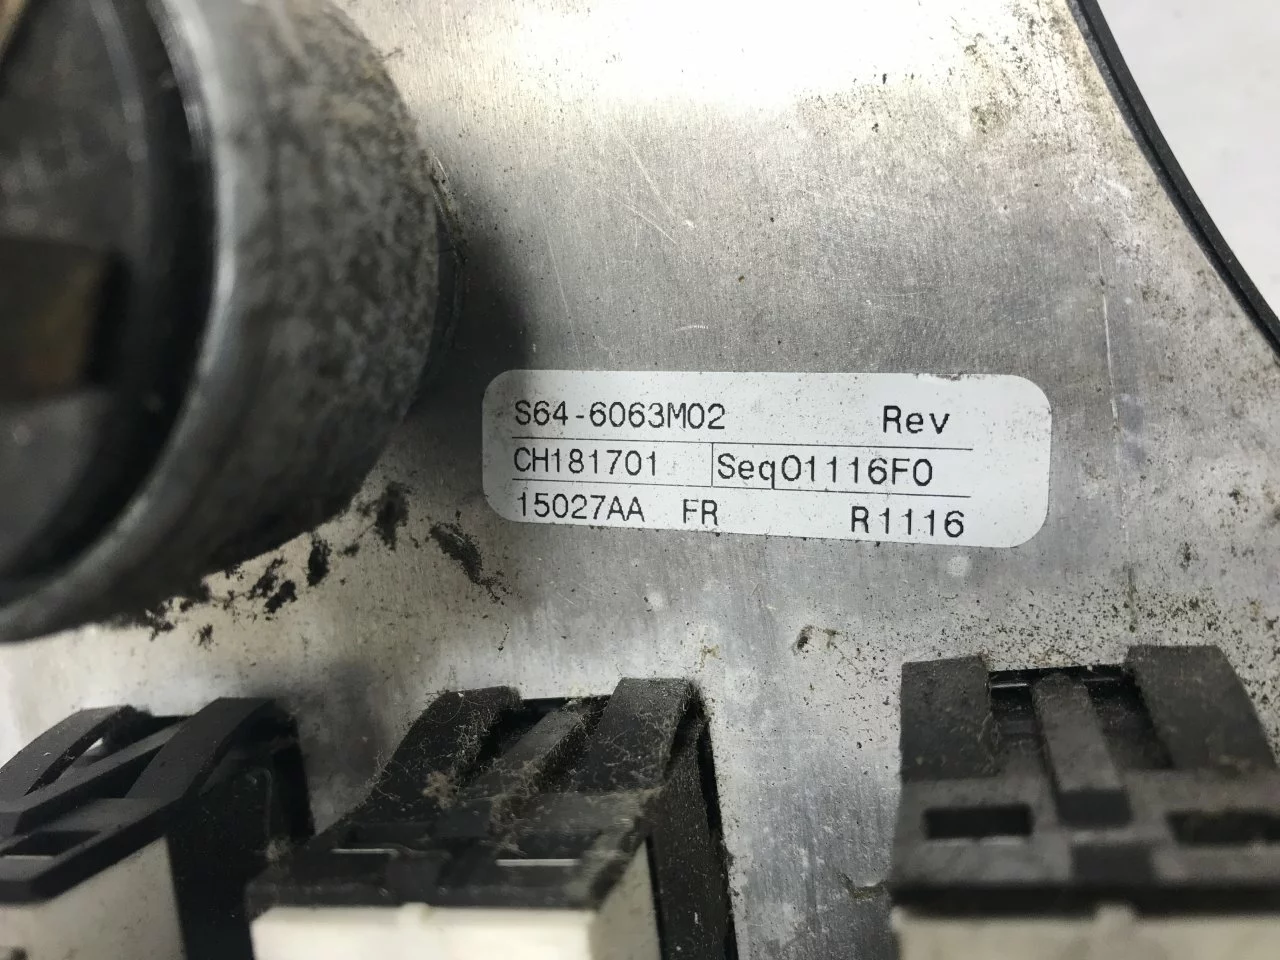 S64-6063M02 Rev
CH181701 Seq01116F0
15027AA FR R1116